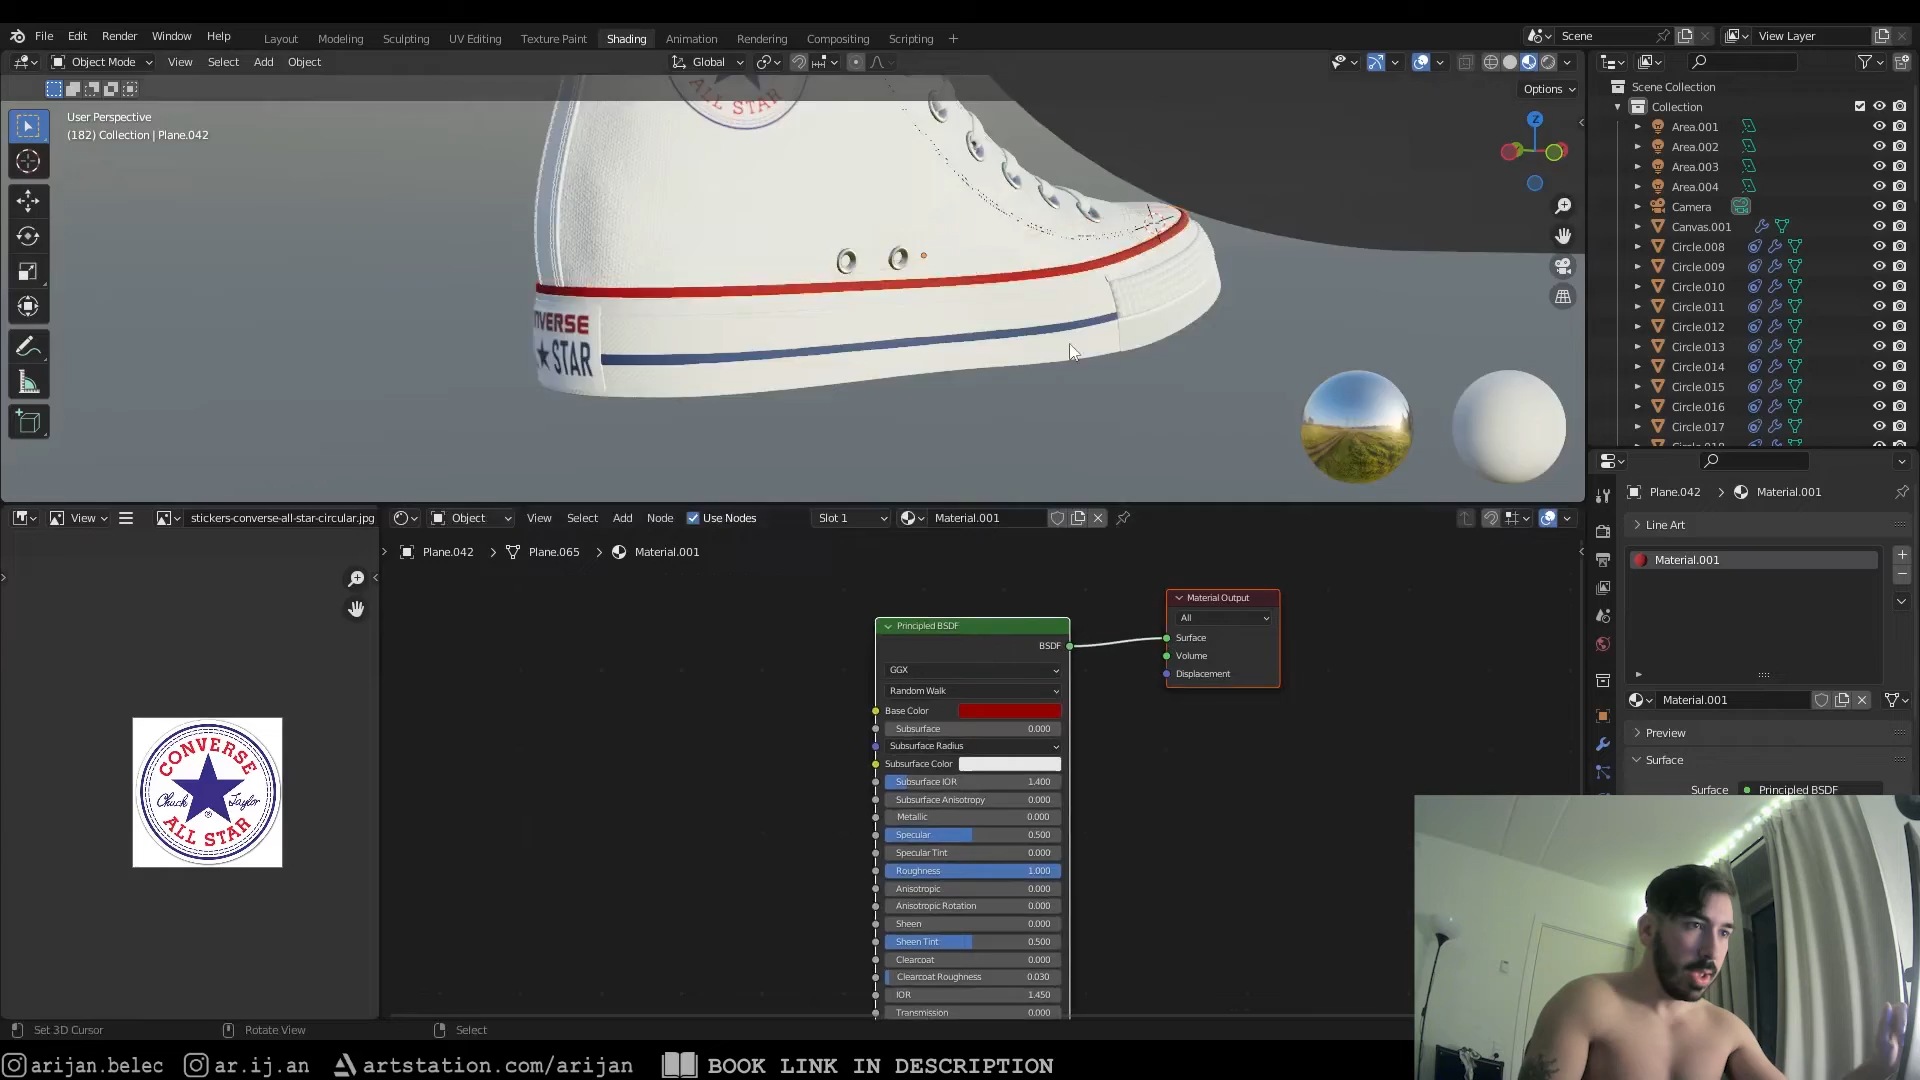 File Edit Render Window Help Layout Modeling Sculpting UV Editing Texture Paint Shading Animation Rendering Compositing Scripting + Scene View Layer
Object Mode View Select Add Object Global
Options
User Perspective
(182) Collection | Plane.042
ALL STAR
NVERSE
STAR
Z
Scene Collection
Collection
Area.001
Area.002
Area.003
Area.004
Camera
Canvas.001
Circle.008
Circle.009
Circle.010
Circle.011
Circle.012
Circle.013
Circle.014
Circle.015
Circle.016
Circle.017
View stickers-converse-all-star-circular.jpg
CONVERSE
Chuck Taylor
®
ALL STAR
Object View Select Add Node Use Nodes Slot 1 Material.001
Plane.042 > Plane.065 > Material.001
Principled BSDF
BSDF
GGX
Random Walk
Base Color
Subsurface 0.000
Subsurface Radius
Subsurface Color
Subsurface IOR 1.400
Subsurface Anisotropy 0.000
Metallic 0.000
Specular 0.500
Specular Tint 0.000
Roughness 1.000
Anisotropic 0.000
Anisotropic Rotation 0.000
Sheen 0.000
Sheen Tint 0.500
Clearcoat 0.000
Clearcoat Roughness 0.030
IOR 1.450
Transmission 0.000
Material Output
All
Surface
Volume
Displacement
Plane.042 > Material.001
Line Art
Material.001
Material.001
Preview
Surface
Surface Principled BSDF
Set 3D Cursor Rotate View Select
arijan.belec ar.ij.an artstation.com/arijan BOOK LINK IN DESCRIPTION